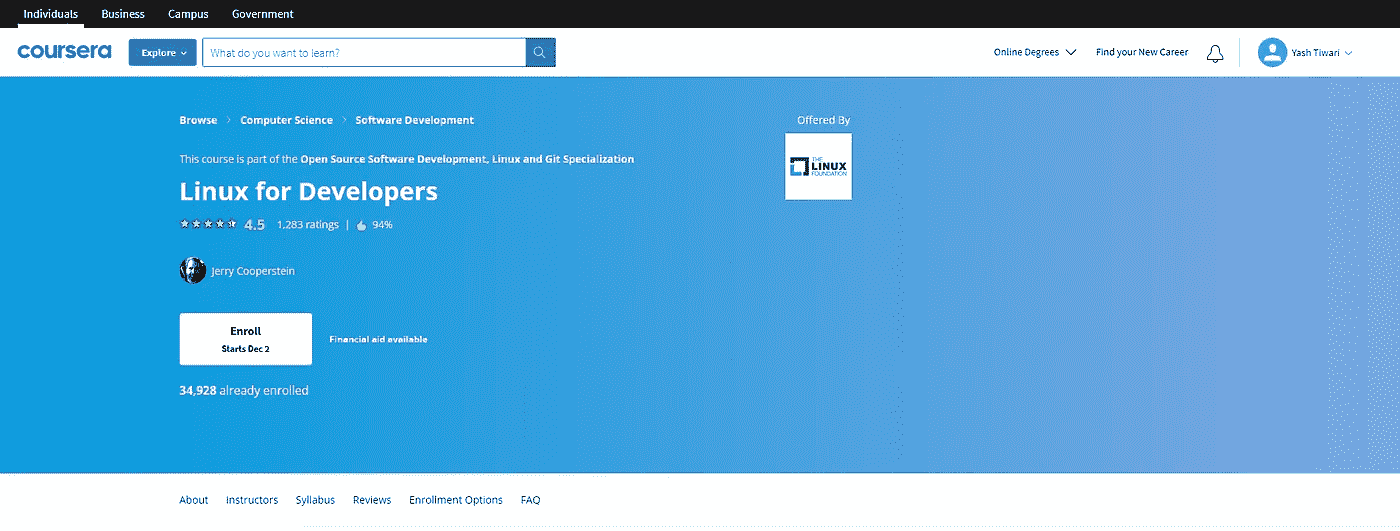 Individuals Business Campus Government
coursera Explore What do you want to learn? Online Degrees Find your New Career Yash Tiwari
Browse Computer Science Software Development
Offered By
This course is part of the Open Source Software Development, Linux and Git Specialization
THE
LINUX
FOUNDATION
Linux for Developers
4.5 1,283 ratings | 94%
Jerry Cooperstein
Enroll
Starts Dec 2
Financial aid available
34,928 already enrolled
About Instructors Syllabus Reviews Enrollment Options FAQ